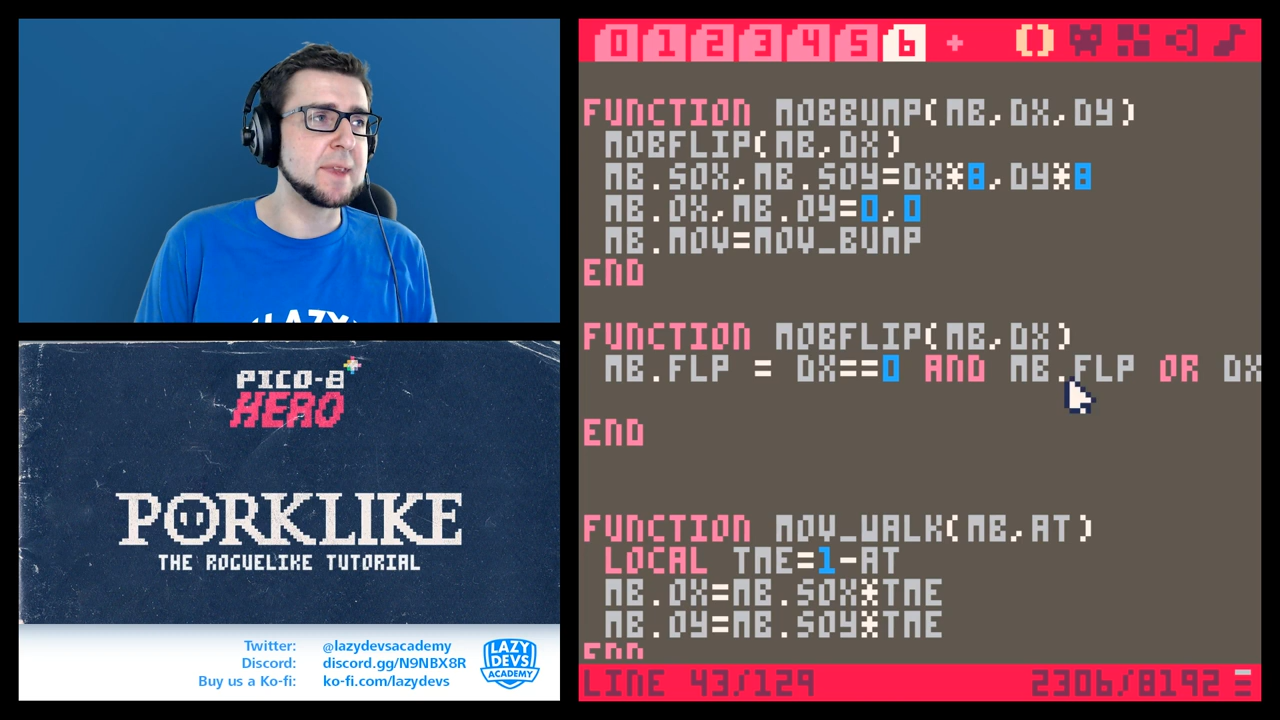 LAZY
PICO-8
HERO
PORKLIKE
THE ROGUELIKE TUTORIAL
Twitter: @lazydevsacademy
Discord: discord.gg/N9NBX8R
Buy us a Ko-fi: ko-fi.com/lazydevs
LAZY
DEVS
ACADEMY
0 1 2 3 4 5 6 +
FUNCTION MOBBUMP(MB,DX,DY)
MOBFLIP(MB,DX)
MB.SOX,MB.SOY=DX*8,DY*8
MB.OX,MB.OY=0,0
MB.MOV=MOV_BUMP
END
FUNCTION MOBFLIP(MB,DX)
MB.FLP = DX==0 AND MB.FLP OR DX
END
FUNCTION MOV_WALK(MB,AT)
LOCAL TME=1-AT
MB.OX=MB.SOX*TME
MB.OY=MB.SOY*TME
END
LINE 43/129 2306/8192